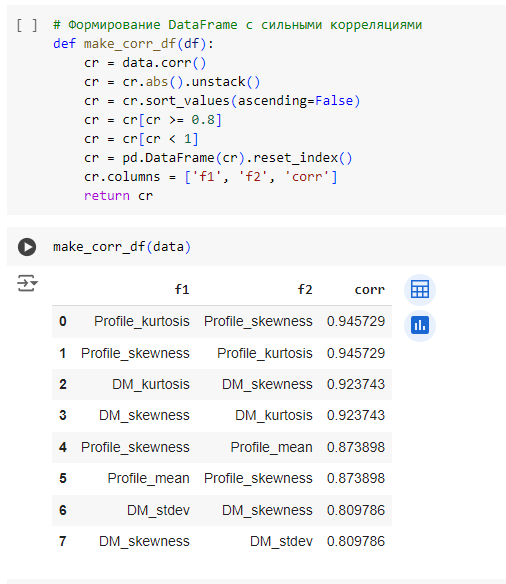 [ ] # Формирование DataFrame с сильными корреляциями
def make_corr_df(df):
    cr = data.corr()
    cr = cr.abs().unstack()
    cr = cr.sort_values(ascending=False)
    cr = cr[cr >= 0.8]
    cr = cr[cr < 1]
    cr = pd.DataFrame(cr).reset_index()
    cr.columns = ['f1', 'f2', 'corr']
    return cr
make_corr_df(data)
f1 f2 corr
0 Profile_kurtosis Profile_skewness 0.945729
1 Profile_skewness Profile_kurtosis 0.945729
2 DM_kurtosis DM_skewness 0.923743
3 DM_skewness DM_kurtosis 0.923743
4 Profile_skewness Profile_mean 0.873898
5 Profile_mean Profile_skewness 0.873898
6 DM_stdev DM_skewness 0.809786
7 DM_skewness DM_stdev 0.809786